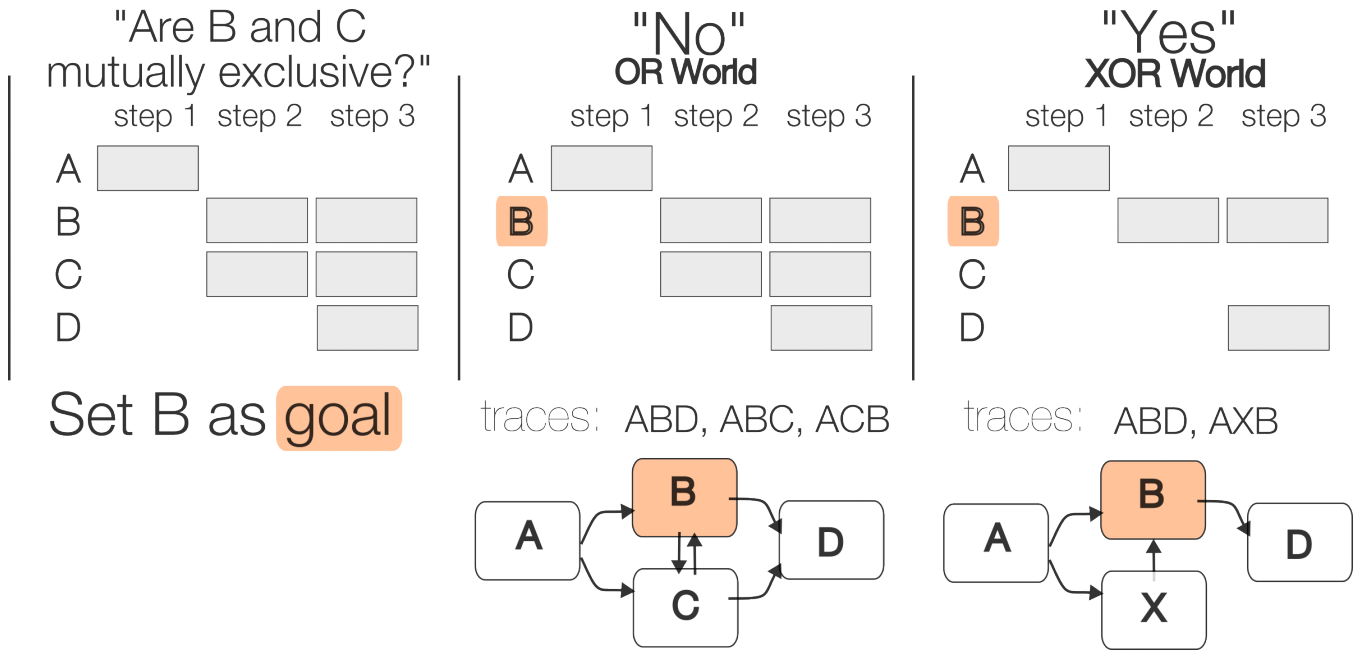 "Are B and C
mutually exclusive?"
step 1 step 2 step 3
A
B
C
D
Set B as goal
"No"
OR World
step 1 step 2 step 3
A
B
C
D
traces: ABD, ABC, ACB
A
B
C
D
"Yes"
XOR World
step 1 step 2 step 3
A
B
C
D
traces: ABD, AXB
A
B
X
D